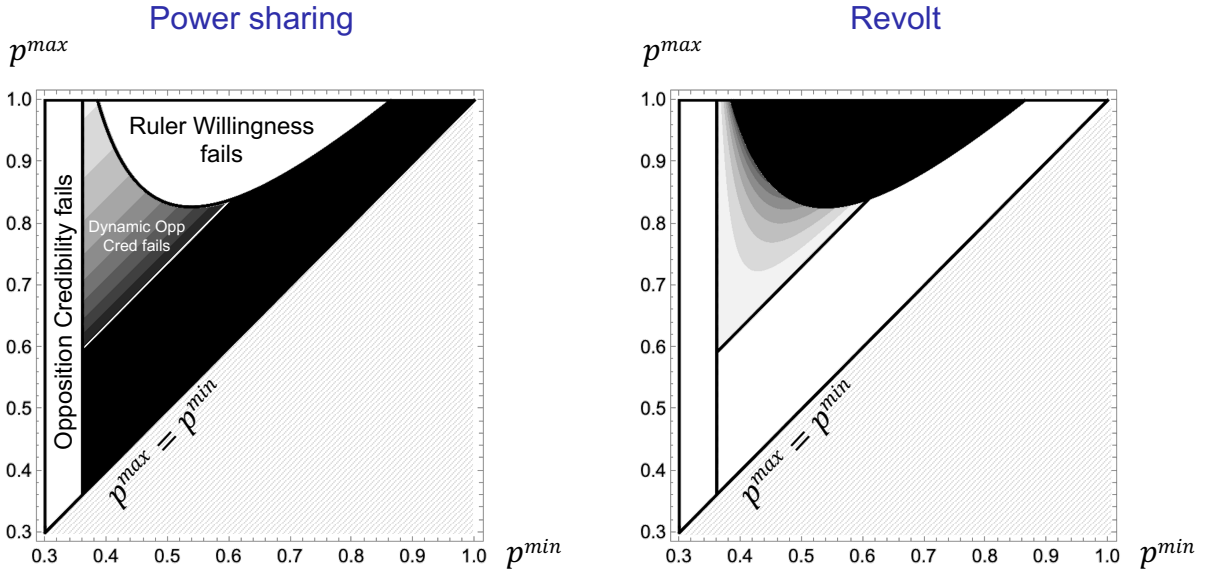 Power sharing
p^max
1.0
0.9
0.8
0.7
0.6
0.5
0.4
0.3
Opposition Credibility fails
Ruler Willingness
fails
Dynamic Opp
Cred fails
p^max = p^min
0.3 0.4 0.5 0.6 0.7 0.8 0.9 1.0
p^min
Revolt
p^max
1.0
0.9
0.8
0.7
0.6
0.5
0.4
0.3
p^max = p^min
0.3 0.4 0.5 0.6 0.7 0.8 0.9 1.0
p^min